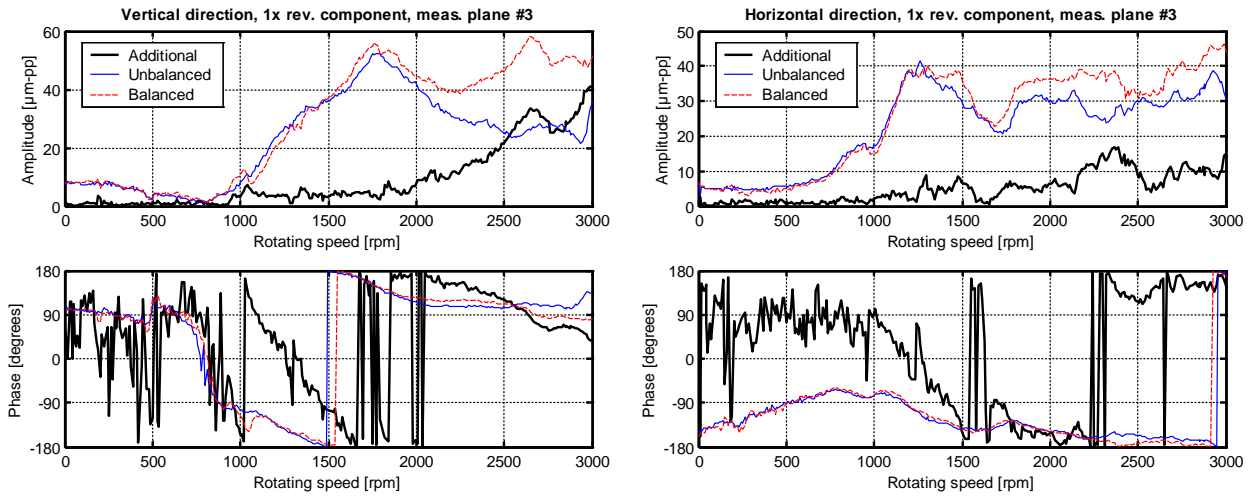 Vertical direction, 1x rev. component, meas. plane #3
60
40
20
0
Amplitude [µm-pp]
Additional
Unbalanced
Balanced
0 500 1000 1500 2000 2500 3000
Rotating speed [rpm]
Horizontal direction, 1x rev. component, meas. plane #3
50
40
30
20
10
0
Amplitude [µm-pp]
Additional
Unbalanced
Balanced
0 500 1000 1500 2000 2500 3000
Rotating speed [rpm]
180
90
0
-90
-180
Phase [degrees]
0 500 1000 1500 2000 2500 3000
Rotating speed [rpm]
180
90
0
-90
-180
Phase [degrees]
0 500 1000 1500 2000 2500 3000
Rotating speed [rpm]